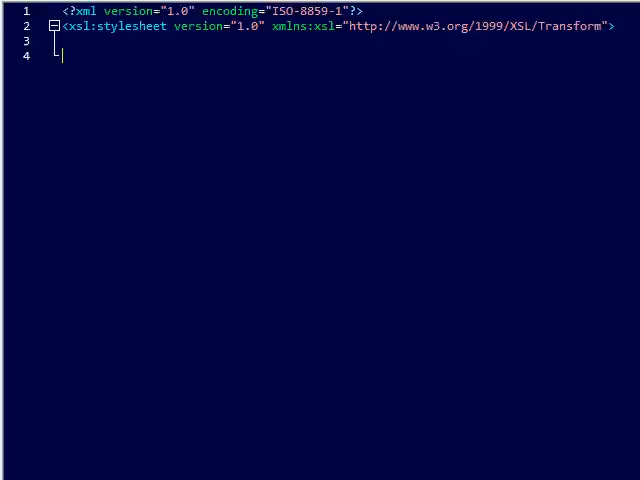 1 <?xml version="1.0" encoding="ISO-8859-1"?>
2 <xsl:stylesheet version="1.0" xmlns:xsl="http://www.w3.org/1999/XSL/Transform">
3
4